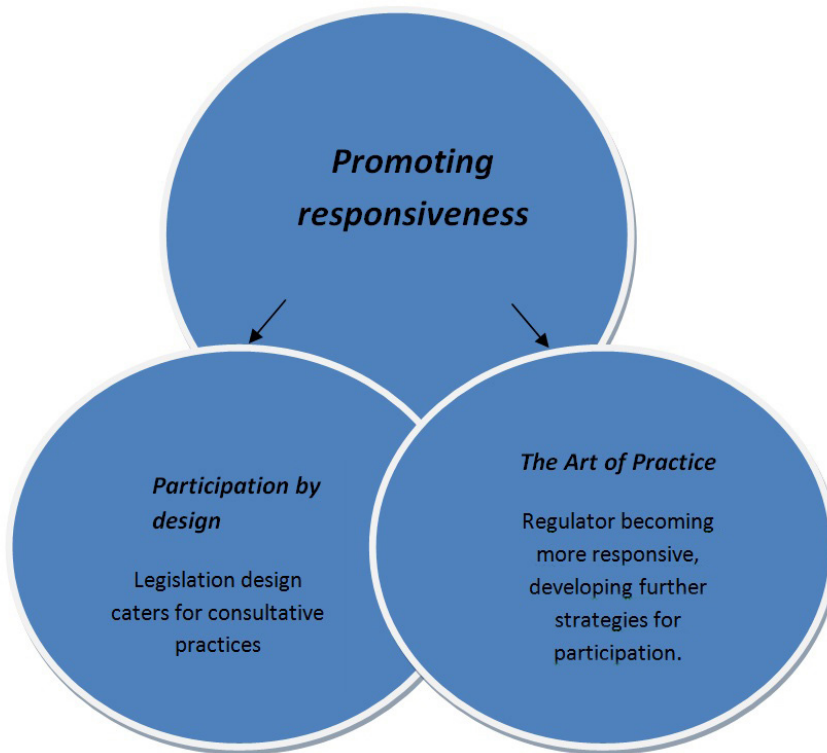 Promoting
responsiveness
Participation by
design
Legislation design
caters for consultative
practices
The Art of Practice
Regulator becoming
more responsive,
developing further
strategies for
participation.